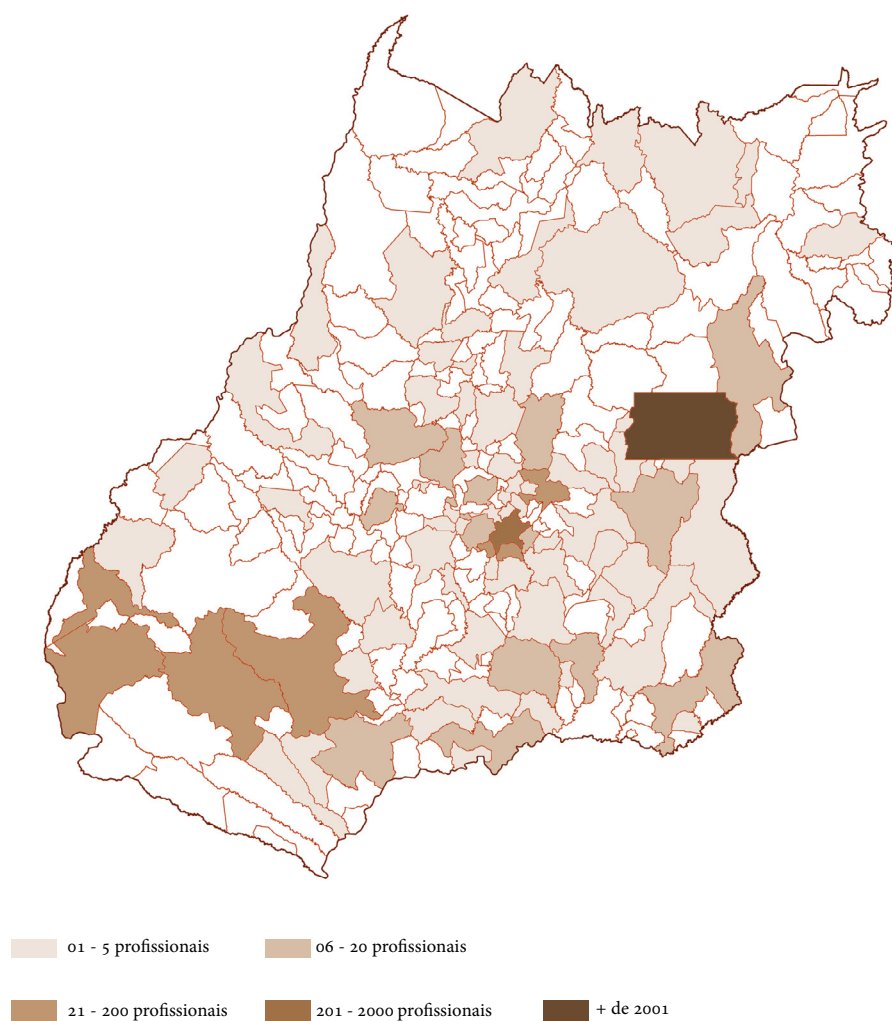 01 - 5 profissionais
06 - 20 profissionais
21 - 200 profissionais
201 - 2000 profissionais
+ de 2001